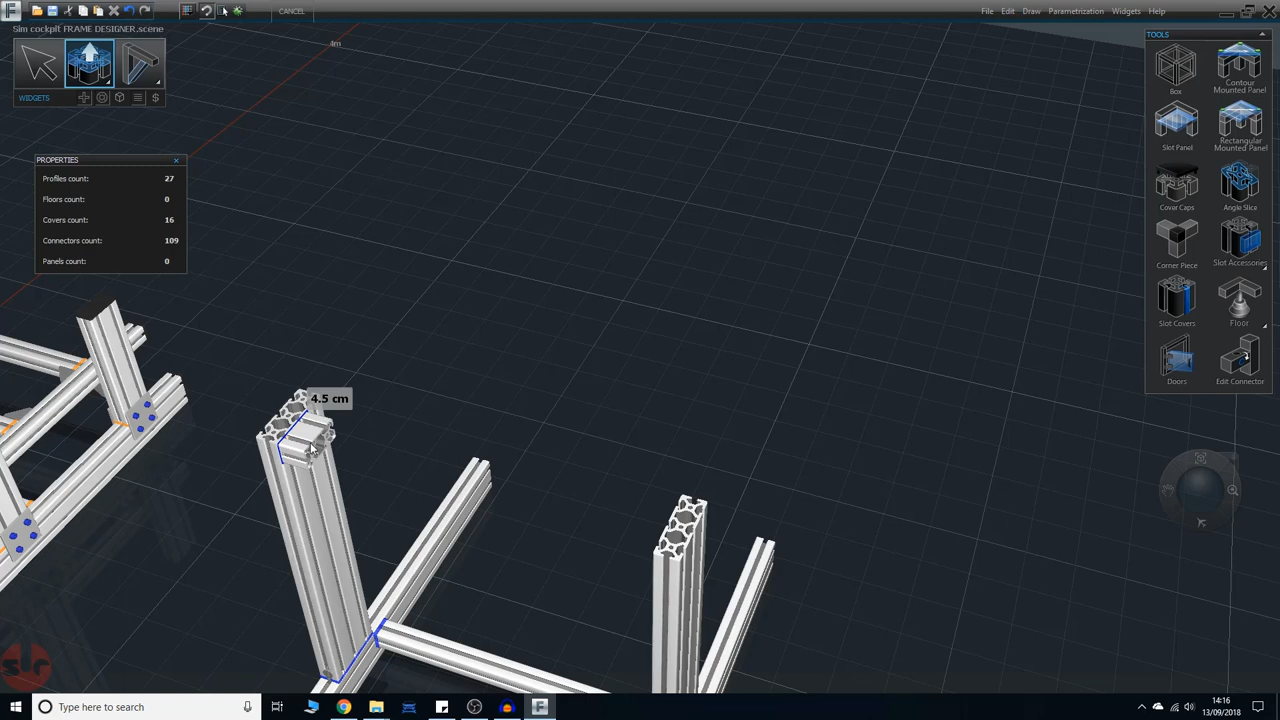 CANCEL
File Edit Draw Parametrization Widgets Help
Sim cockpit FRAME DESIGNER.scene
4m
WIDGETS
TOOLS
Box
Contour Mounted Panel
Slot Panel
Rectangular Mounted Panel
Cover Caps
Angle Slice
Corner Piece
Slot Accessories
Slot Covers
Floor
Doors
Edit Connector
PROPERTIES
Profiles count: 27
Floors count: 0
Covers count: 16
Connectors count: 109
Panels count: 0
4.5 cm
Type here to search
14:16
13/09/2018